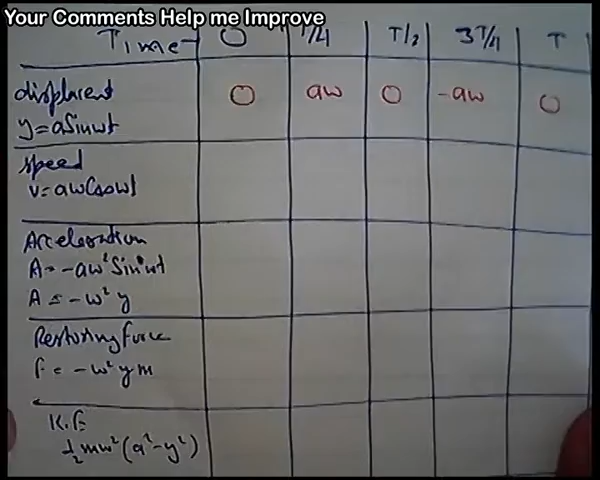 Your Comments Help me Improve
Time 0 T/4 T/2 3T/4 T
displacent 0 aω 0 -aω 0
y=aSinωt
speed
v=aωCosωt
Acceleration
A=-aω²Sinωt
A=-ω²y
Restoring force
f=-ω²ym
K.E
½mω²(a²-y²)